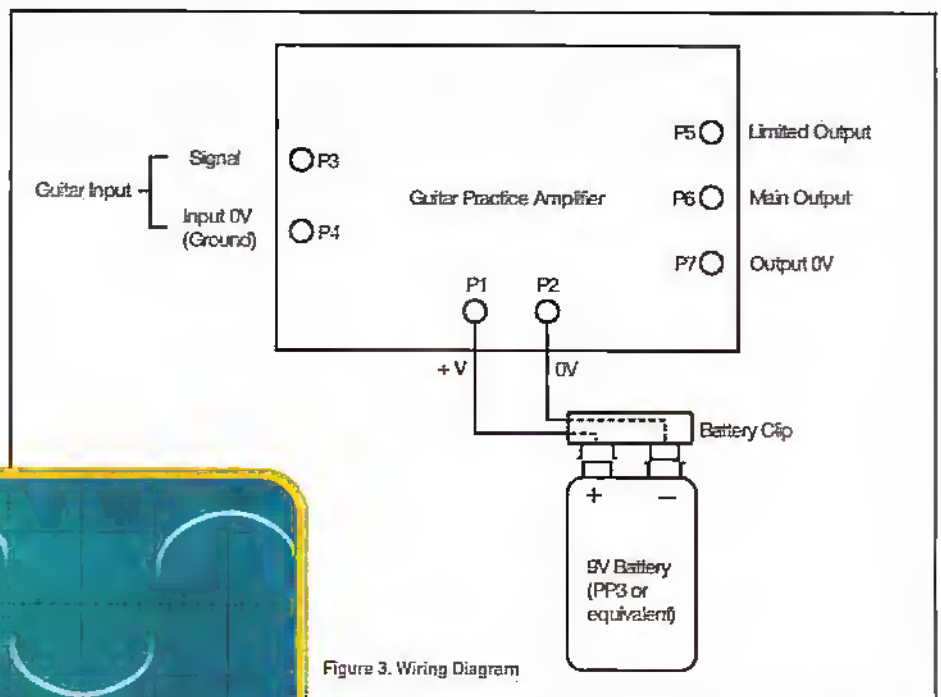 P5 Limited Output
Signal P3
Guitar Input
Guitar Practice Amplifier
P6 Main Output
Input 0V
(Ground) P4
P7 Output 0V
P1 P2
+V 0V
Battery Clip
+ −
9V Battery
(PP3 or
equivalent)
Figure 3. Wiring Diagram